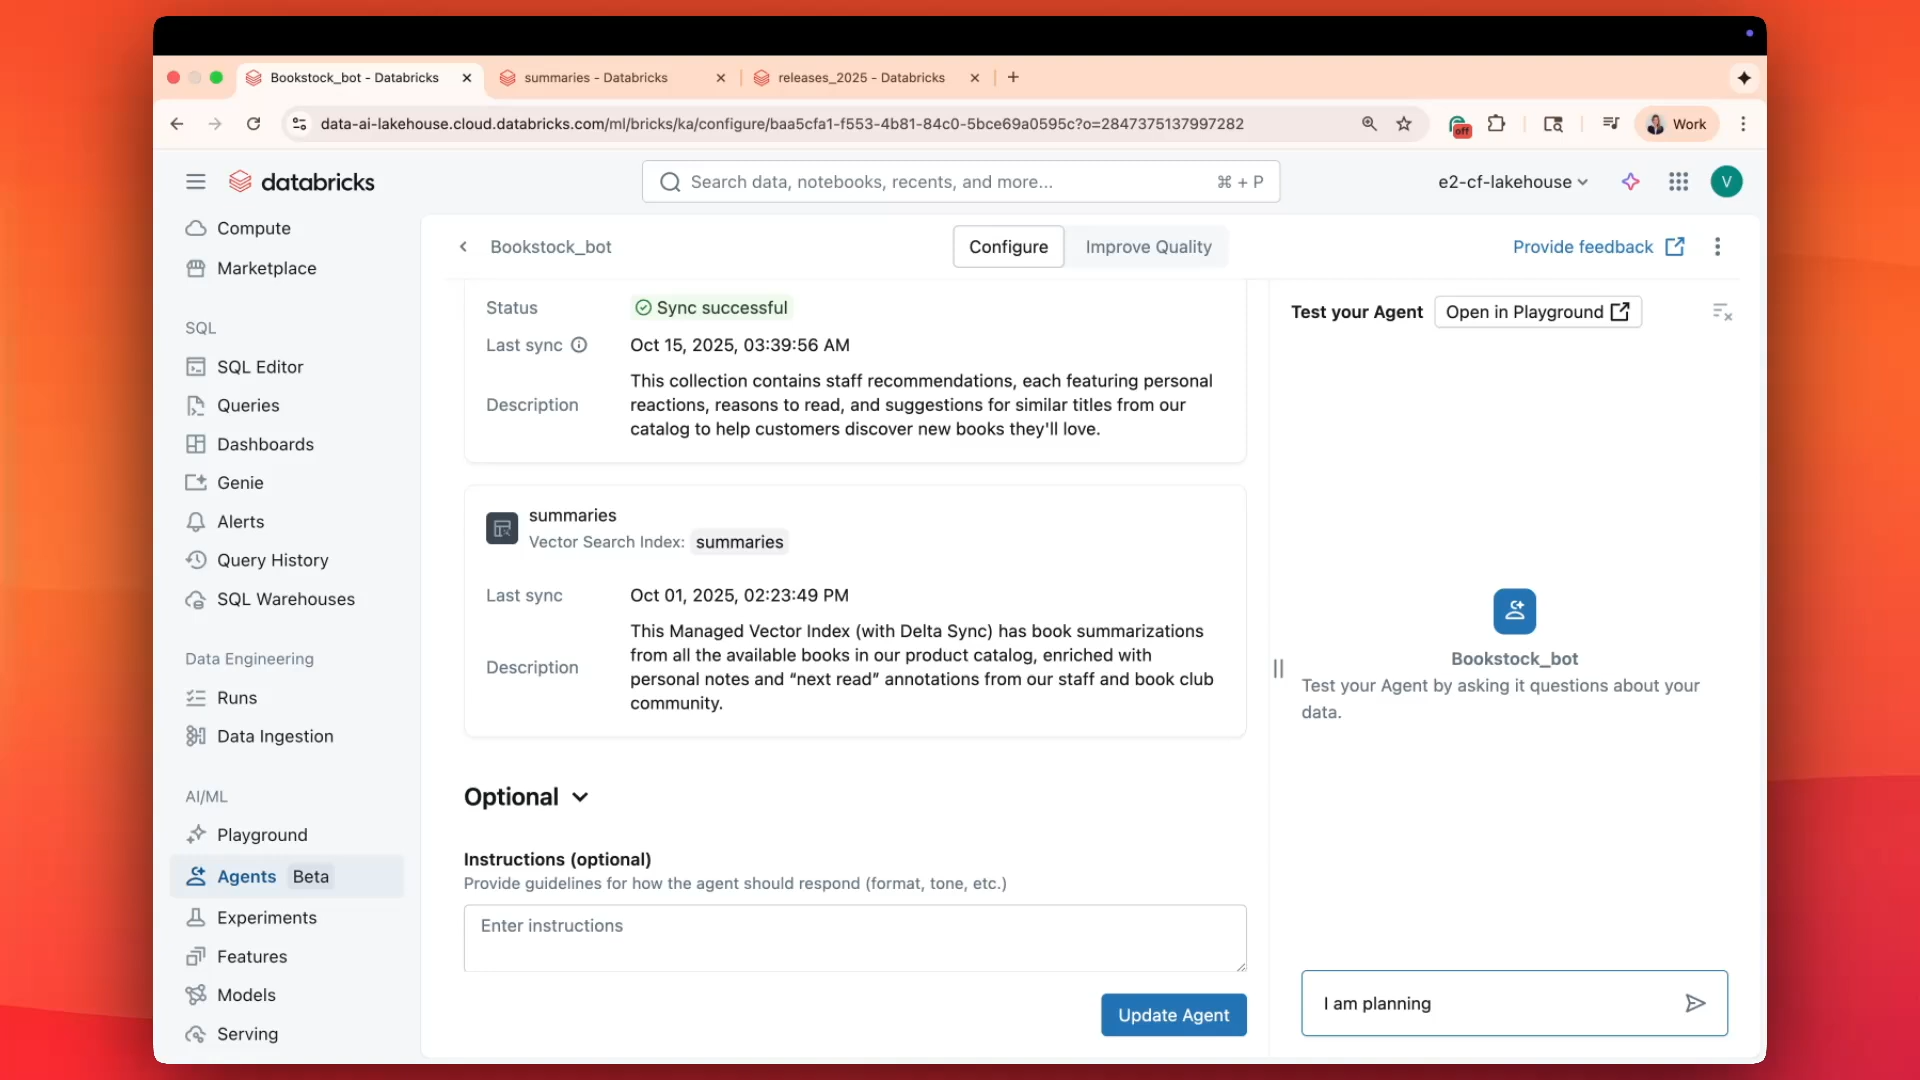 Bookstock_bot - Databricks
summaries - Databricks
releases_2025 - Databricks
data-ai-lakehouse.cloud.databricks.com/ml/bricks/ka/configure/baa5cfa1-f553-4b81-84c0-5bce69a0595c?o=2847375137997282
off
Work
databricks
Search data, notebooks, recents, and more...
⌘ + P
e2-cf-lakehouse
V
Compute
Marketplace
SQL
SQL Editor
Queries
Dashboards
Genie
Alerts
Query History
SQL Warehouses
Data Engineering
Runs
Data Ingestion
AI/ML
Playground
Agents Beta
Experiments
Features
Models
Serving
Bookstock_bot
Configure
Improve Quality
Provide feedback
Status
Sync successful
Last sync
Oct 15, 2025, 03:39:56 AM
Description
This collection contains staff recommendations, each featuring personal
reactions, reasons to read, and suggestions for similar titles from our
catalog to help customers discover new books they'll love.
summaries
Vector Search Index: summaries
Last sync
Oct 01, 2025, 02:23:49 PM
Description
This Managed Vector Index (with Delta Sync) has book summarizations
from all the available books in our product catalog, enriched with
personal notes and “next read” annotations from our staff and book club
community.
Optional
Instructions (optional)
Provide guidelines for how the agent should respond (format, tone, etc.)
Enter instructions
Update Agent
Test your Agent
Open in Playground
Bookstock_bot
Test your Agent by asking it questions about your
data.
I am planning